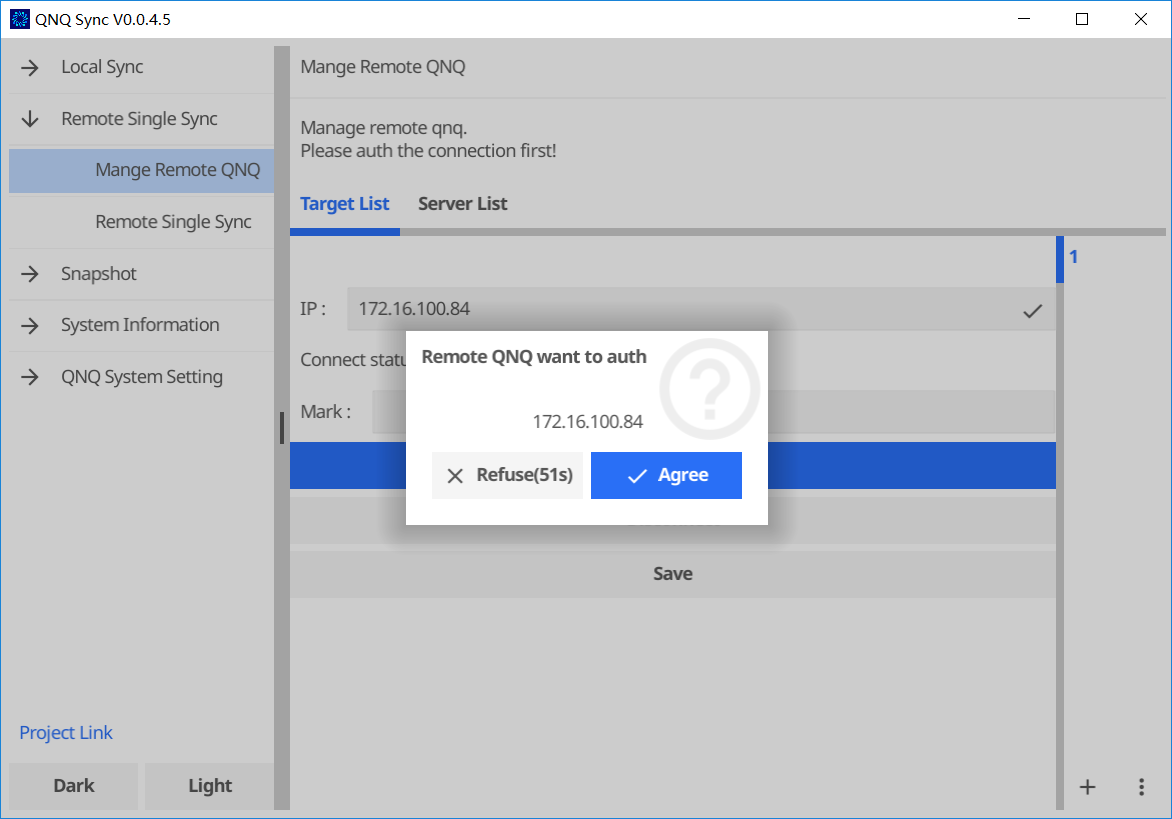 QNQ Sync V0.0.4.5
Local Sync
Remote Single Sync
Mange Remote QNQ
Remote Single Sync
Snapshot
System Information
QNQ System Setting
Project Link
Dark
Light
Mange Remote QNQ
Manage remote qnq.
Please auth the connection first!
Target List
Server List
1
IP :
172.16.100.84
Connect statu
Mark :
Remote QNQ want to auth
172.16.100.84
Refuse(51s)
Agree
Save